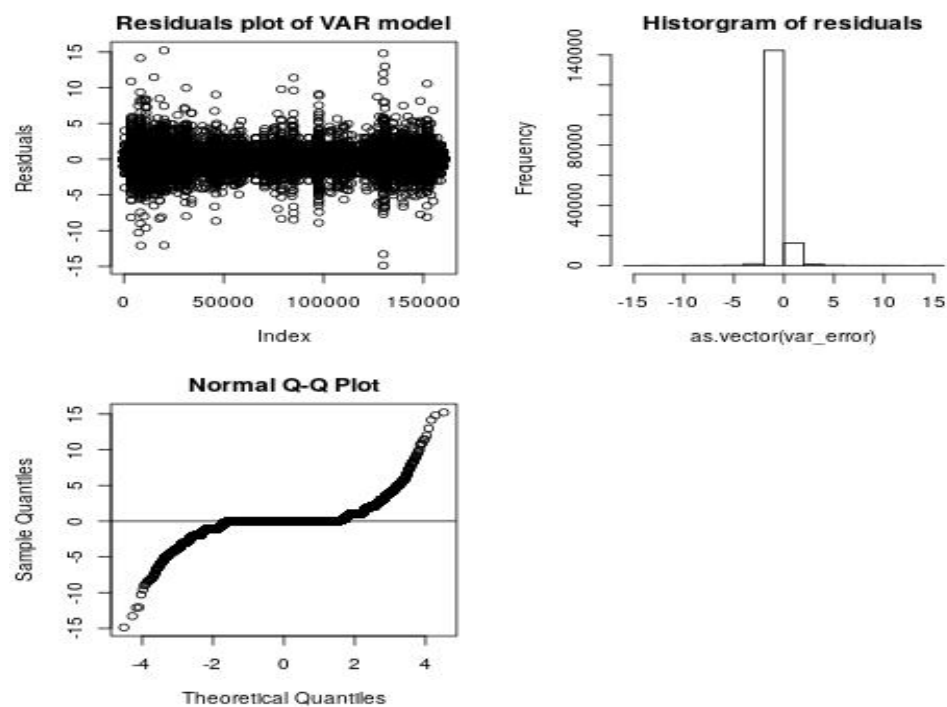 Residuals plot of VAR model
Residuals
15
10
5
0
-5
-10
-15
0 50000 100000 150000
Index
Historgram of residuals
Frequency
140000
80000
40000
0
-15 -10 -5 0 5 10 15
as.vector(var_error)
Normal Q-Q Plot
Sample Quantiles
15
10
5
0
-5
-10
-15
-4 -2 0 2 4
Theoretical Quantiles